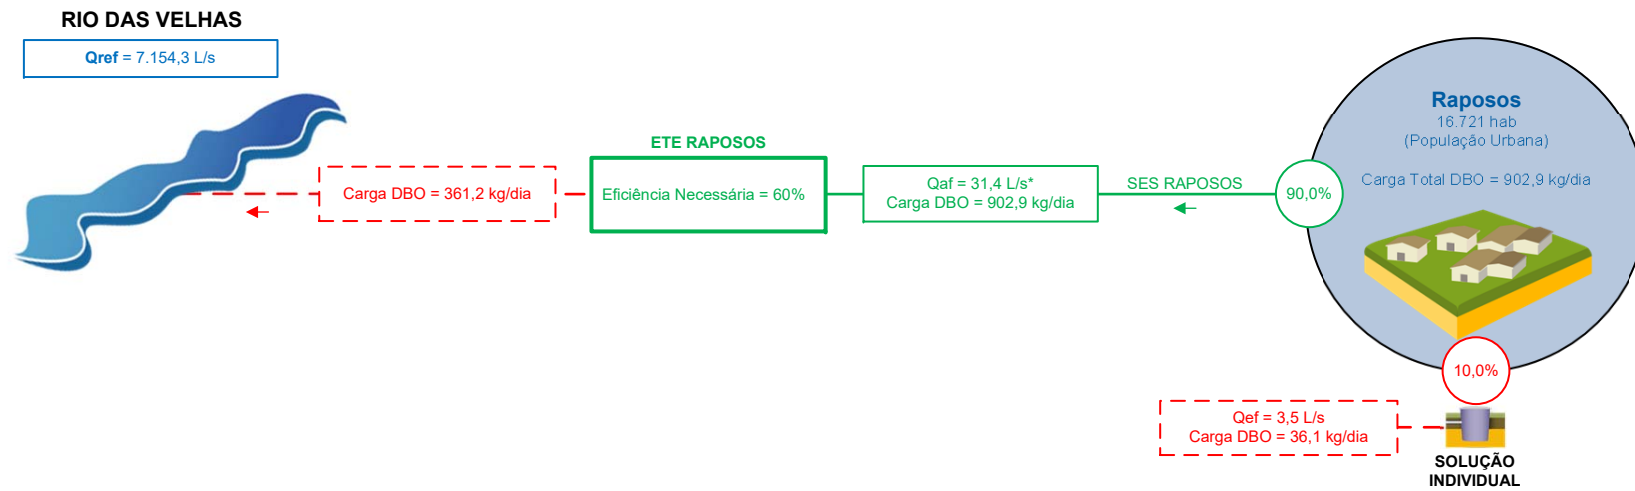 RIO DAS VELHAS
Qref = 7.154,3 L/s
Carga DBO = 361,2 kg/dia
ETE RAPOSOS
Eficiência Necessária = 60%
Qaf = 31,4 L/s*
Carga DBO = 902,9 kg/dia
SES RAPOSOS
90,0%
Raposos
16.721 hab
(População Urbana)
Carga Total DBO = 902,9 kg/dia
10,0%
Qef = 3,5 L/s
Carga DBO = 36,1 kg/dia
SOLUÇÃO
INDIVIDUAL